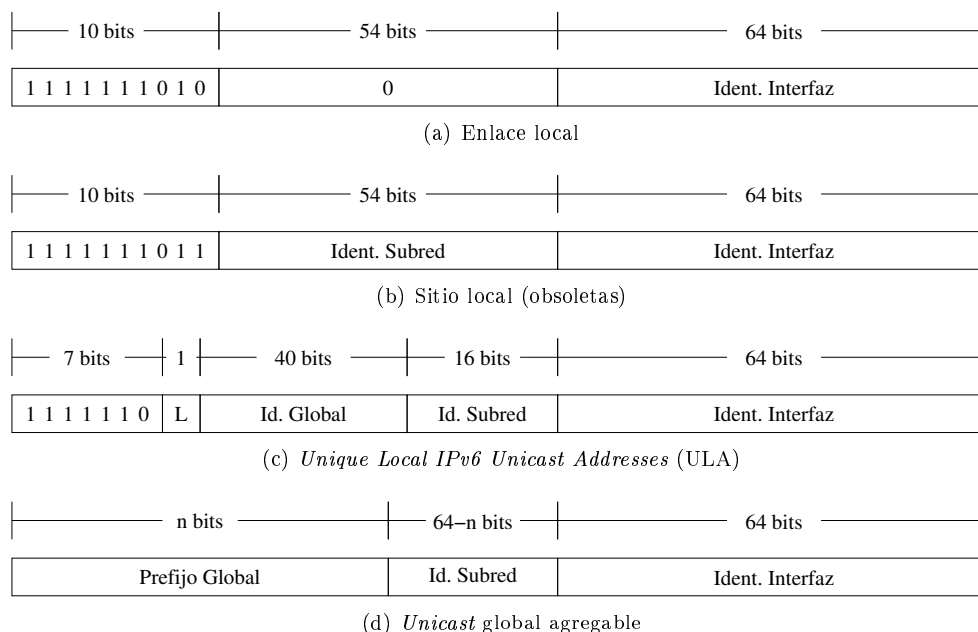 10 bits 54 bits 64 bits
1 1 1 1 1 1 1 0 1 0 0 Ident. Interfaz
(a) Enlace local
10 bits 54 bits 64 bits
1 1 1 1 1 1 1 0 1 1 Ident. Subred Ident. Interfaz
(b) Sitio local (obsoletas)
7 bits 1 40 bits 16 bits 64 bits
1 1 1 1 1 1 0 L Id. Global Id. Subred Ident. Interfaz
(c) Unique Local IPv6 Unicast Addresses (ULA)
n bits 64−n bits 64 bits
Prefijo Global Id. Subred Ident. Interfaz
(d) Unicast global agregable